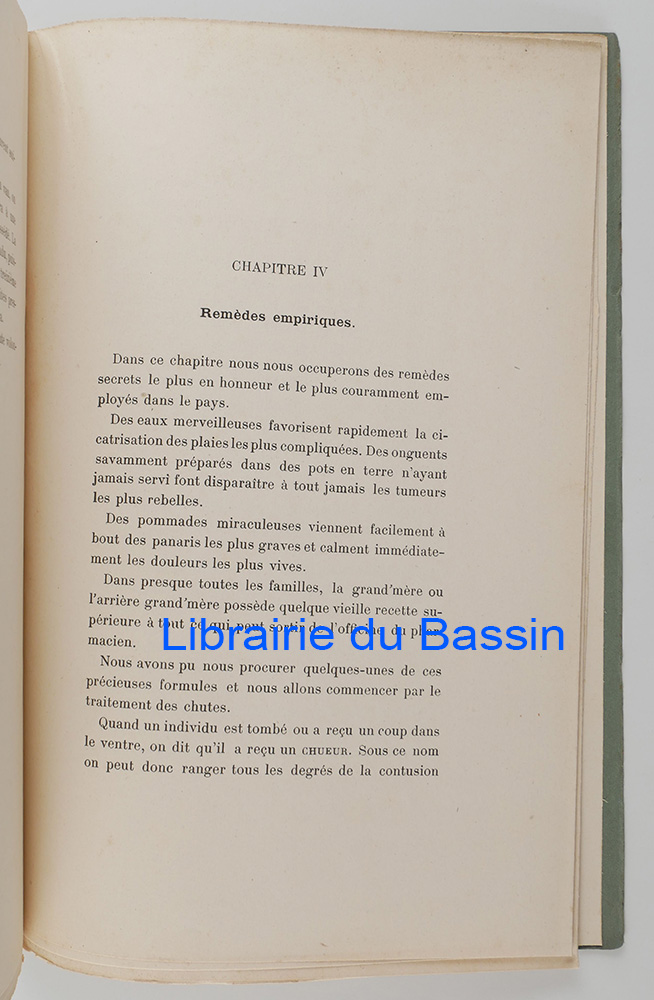 CHAPITRE IV
Remèdes empiriques.
Dans ce chapitre nous nous occuperons des remèdes
secrets le plus en honneur et le plus couramment em-
ployés dans le pays.
Des eaux merveilleuses favorisent rapidement la ci-
catrisation des plaies les plus compliquées. Des onguents
savamment préparés dans des pots en terre n'ayant
jamais servi font disparaître à tout jamais les tumeurs
les plus rebelles.
Des pommades miraculeuses viennent facilement à
bout des panaris les plus graves et calment immédiate-
ment les douleurs les plus vives.
Dans presque toutes les familles, la grand'mère ou
l'arrière grand'mère possède quelque vieille recette su-
périeure à tout ce qui peut sortir de l'officine du phar-
macien.
Librairie du Bassin
Nous avons pu nous procurer quelques-unes de ces
précieuses formules et nous allons commencer par le
traitement des chutes.
Quand un individu est tombé ou a reçu un coup dans
le ventre, on dit qu'il a reçu un CHUEUR. Sous ce nom
on peut donc ranger tous les degrés de la contusion